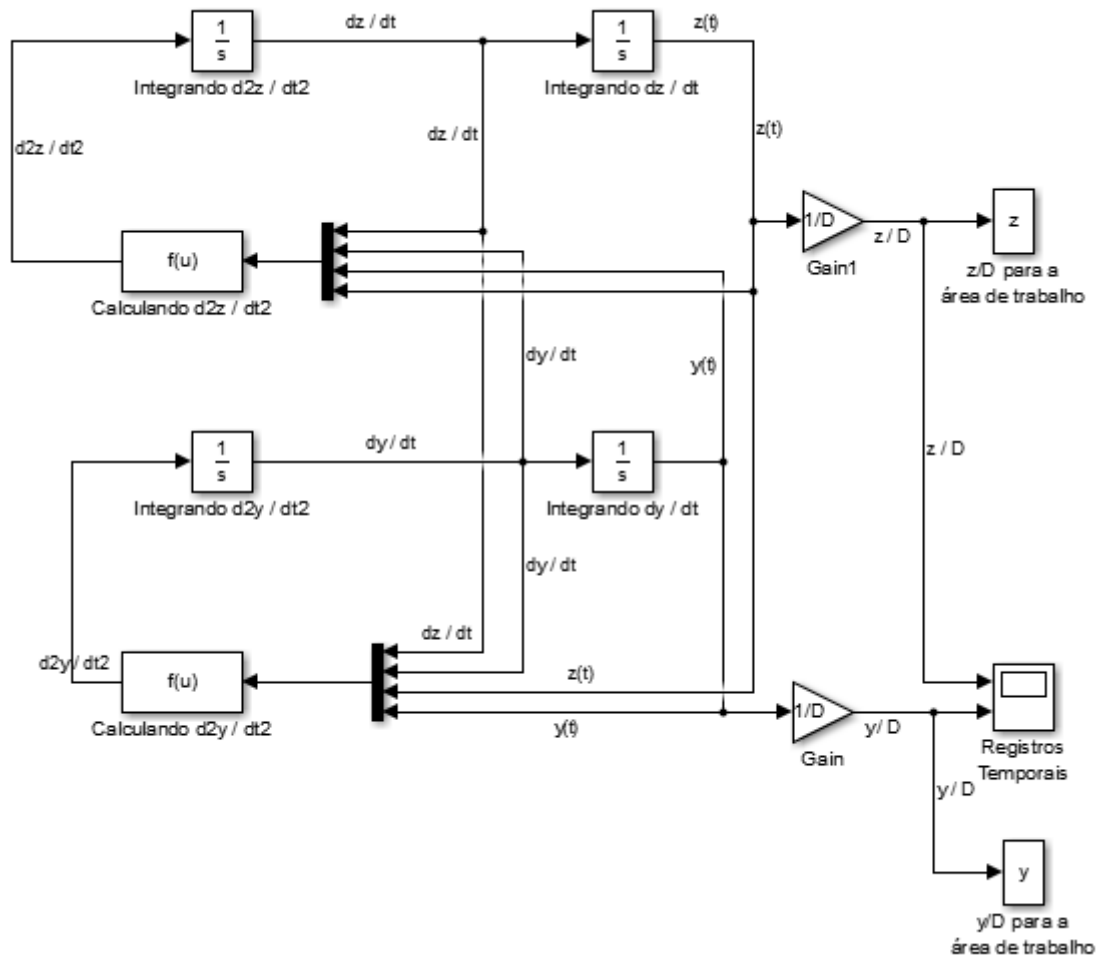 dz / dt
z(t)
1
s
1
s
Integrando d2z / dt2
Integrando dz / dt
d2z / dt2
dz / dt
z(t)
f(u)
Calculando d2z / dt2
1/D
Gain1
z / D
z
z/D para a
área de trabalho
dy / dt
y(t)
dy / dt
z / D
1
s
1
s
Integrando d2y / dt2
Integrando dy / dt
dy / dt
dz / dt
d2y / dt2
f(u)
Calculando d2y / dt2
z(t)
y(t)
1/D
Gain
y / D
Registros
Temporais
y / D
y
y/D para a
área de trabalho